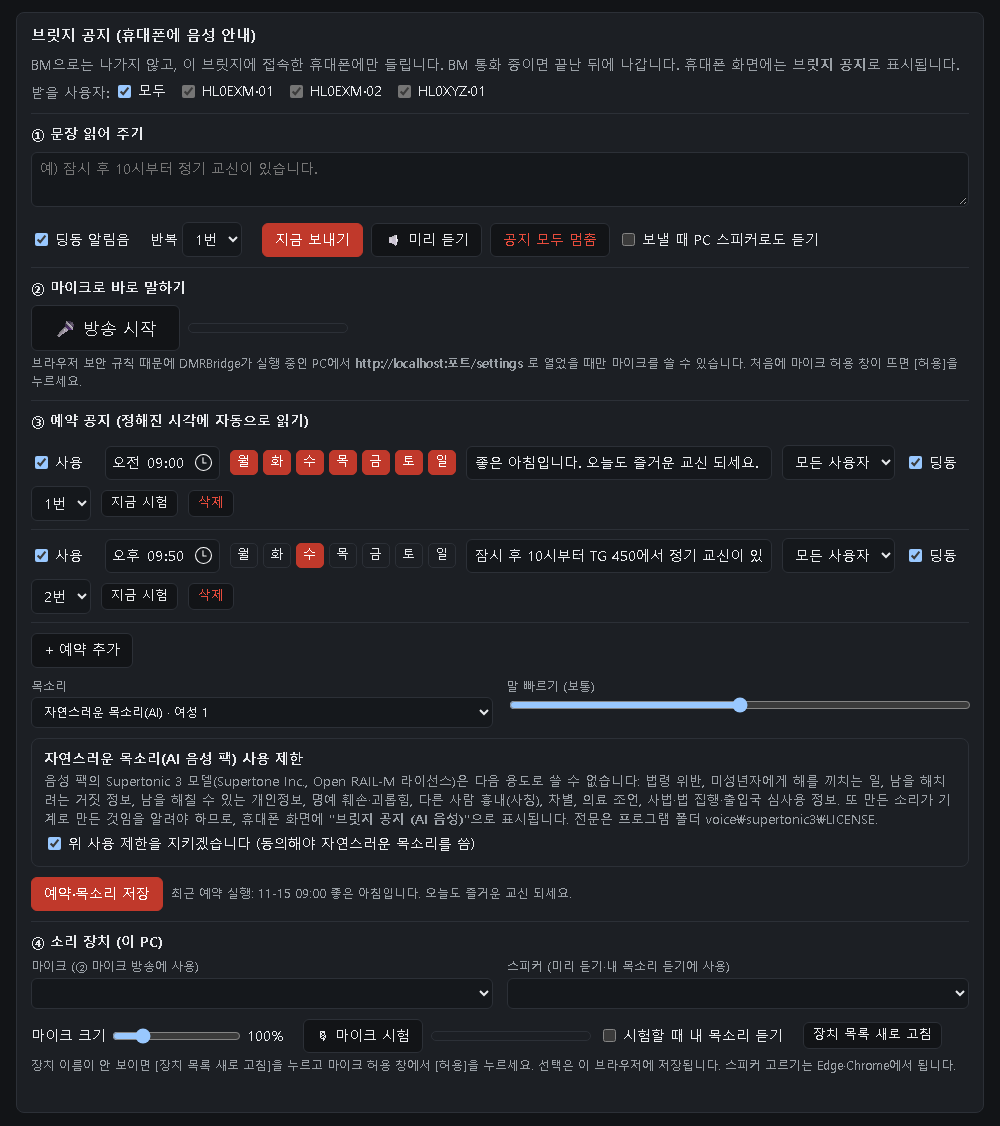 브릿지 공지 (휴대폰에 음성 안내)
BM으로는 나가지 않고, 이 브릿지에 접속한 휴대폰에만 들립니다. BM 통화 중이면 끝난 뒤에 나갑니다. 휴대폰 화면에는 브릿지 공지로 표시됩니다.
받을 사용자: 모두 HL0EXM·01 HL0EXM·02 HL0XYZ·01
① 문장 읽어 주기
예) 잠시 후 10시부터 정기 교신이 있습니다.
딩동 알림음 반복 1번 지금 보내기 미리 듣기 공지 모두 멈춤 보낼 때 PC 스피커로도 듣기
② 마이크로 바로 말하기
방송 시작
브라우저 보안 규칙 때문에 DMRBridge가 실행 중인 PC에서 http://localhost:포트/settings 로 열었을 때만 마이크를 쓸 수 있습니다. 처음에 마이크 허용 창이 뜨면 [허용]을
누르세요.
③ 예약 공지 (정해진 시각에 자동으로 읽기)
사용 오전 09:00 월 화 수 목 금 토 일 좋은 아침입니다. 오늘도 즐거운 교신 되세요. 모든 사용자 딩동
1번 지금 시험 삭제
사용 오후 09:50 월 화 수 목 금 토 일 잠시 후 10시부터 TG 450에서 정기 교신이 있 모든 사용자 딩동
2번 지금 시험 삭제
+ 예약 추가
목소리 말 빠르기 (보통)
자연스러운 목소리(AI) · 여성 1
자연스러운 목소리(AI 음성 팩) 사용 제한
음성 팩의 Supertonic 3 모델(Supertone Inc., Open RAIL-M 라이선스)은 다음 용도로 쓸 수 없습니다: 법령 위반, 미성년자에게 해를 끼치는 일, 남을 해치
려는 거짓 정보, 남을 해칠 수 있는 개인정보, 명예 훼손·괴롭힘, 다른 사람 흉내(사칭), 차별, 의료 조언, 사법·법 집행·출입국 심사용 정보. 또 만든 소리가 기
계로 만든 것임을 알려야 하므로, 휴대폰 화면에 "브릿지 공지 (AI 음성)"으로 표시됩니다. 전문은 프로그램 폴더 voice₩supertonic3₩LICENSE.
위 사용 제한을 지키겠습니다 (동의해야 자연스러운 목소리를 씀)
예약·목소리 저장 최근 예약 실행: 11-15 09:00 좋은 아침입니다. 오늘도 즐거운 교신 되세요.
④ 소리 장치 (이 PC)
마이크 (② 마이크 방송에 사용) 스피커 (미리 듣기·내 목소리 듣기에 사용)
마이크 크기 100% 마이크 시험 시험할 때 내 목소리 듣기 장치 목록 새로 고침
장치 이름이 안 보이면 [장치 목록 새로 고침]을 누르고 마이크 허용 창에서 [허용]을 누르세요. 선택은 이 브라우저에 저장됩니다. 스피커 고르기는 Edge·Chrome에서 됩니다.